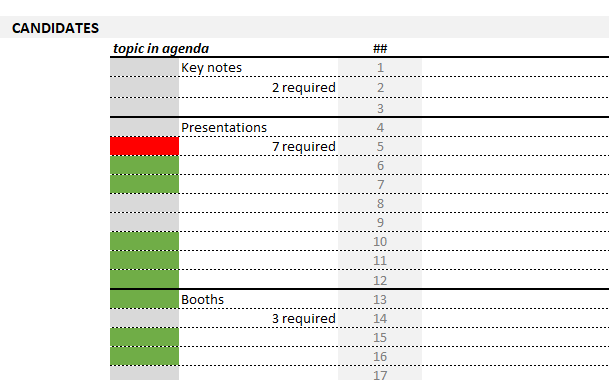 CANDIDATES
topic in agenda ##
Key notes 1
2 required 2
3
Presentations 4
7 required 5
6
7
8
9
10
11
12
Booths 13
3 required 14
15
16
17